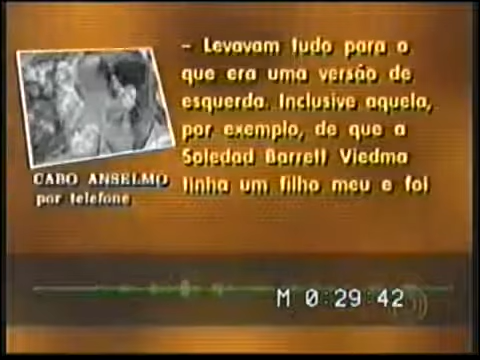 – Levavam tudo para o
que era uma versão de
esquerda. Inclusive aquela,
por exemplo, de que a
Soledad Barrett Viedma
tinha um filho meu e foi
CABO ANSELMO
por telefone
M 0:29:42